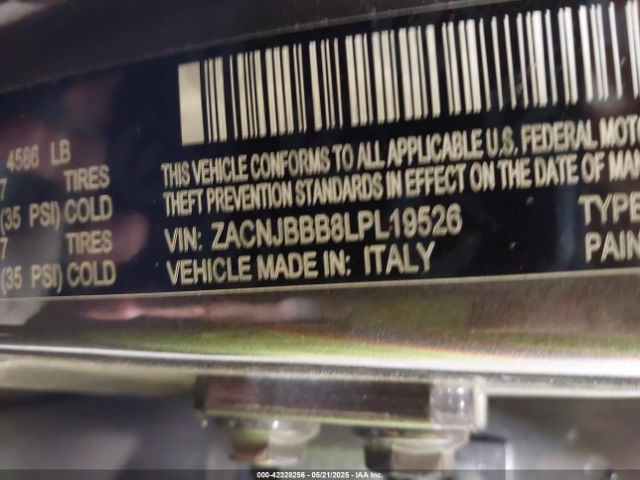 4586 LB
THIS VEHICLE CONFORMS TO ALL APPLICABLE U.S. FEDERAL MOTO
7 TIRES
THEFT PREVENTION STANDARDS IN EFFECT ON THE DATE OF MAN
(35 PSI) COLD
VIN: ZACNJBBB8LPL19526 TYPE
7 TIRES
VEHICLE MADE IN: ITALY PAIN
(35 PSI) COLD
000-42328256 - 05/21/2025 - IAA Inc.